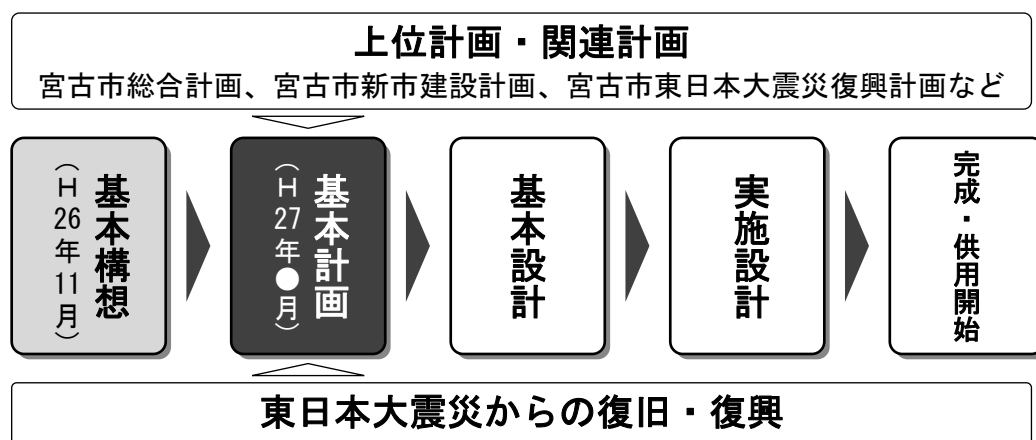 上位計画・関連計画
宮古市総合計画、宮古市新市建設計画、宮古市東日本大震災復興計画など
基本構想
（H26年11月）
基本計画
（H27年●月）
基本設計
実施設計
完成・供用開始
東日本大震災からの復旧・復興